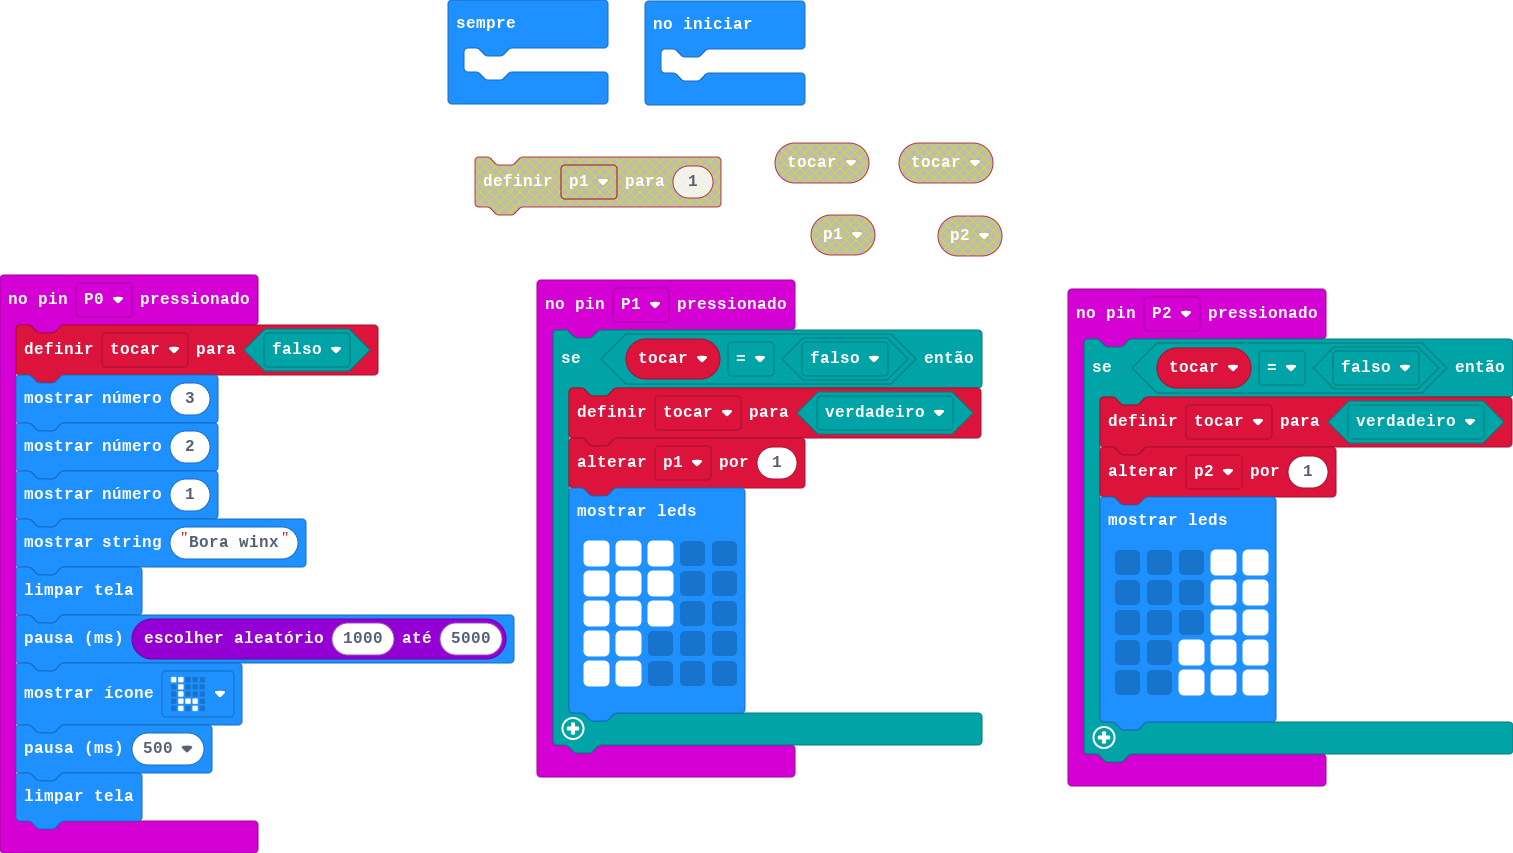 sempre
no iniciar
definir p1 para 1
tocar
tocar
p1
p2
no pin P0 pressionado
definir tocar para falso
mostrar número 3
mostrar número 2
mostrar número 1
mostrar string "Bora winx"
limpar tela
pausa (ms) escolher aleatório 1000 até 5000
mostrar ícone
pausa (ms) 500
limpar tela
no pin P1 pressionado
se tocar = falso então
definir tocar para verdadeiro
alterar p1 por 1
mostrar leds
no pin P2 pressionado
se tocar = falso então
definir tocar para verdadeiro
alterar p2 por 1
mostrar leds